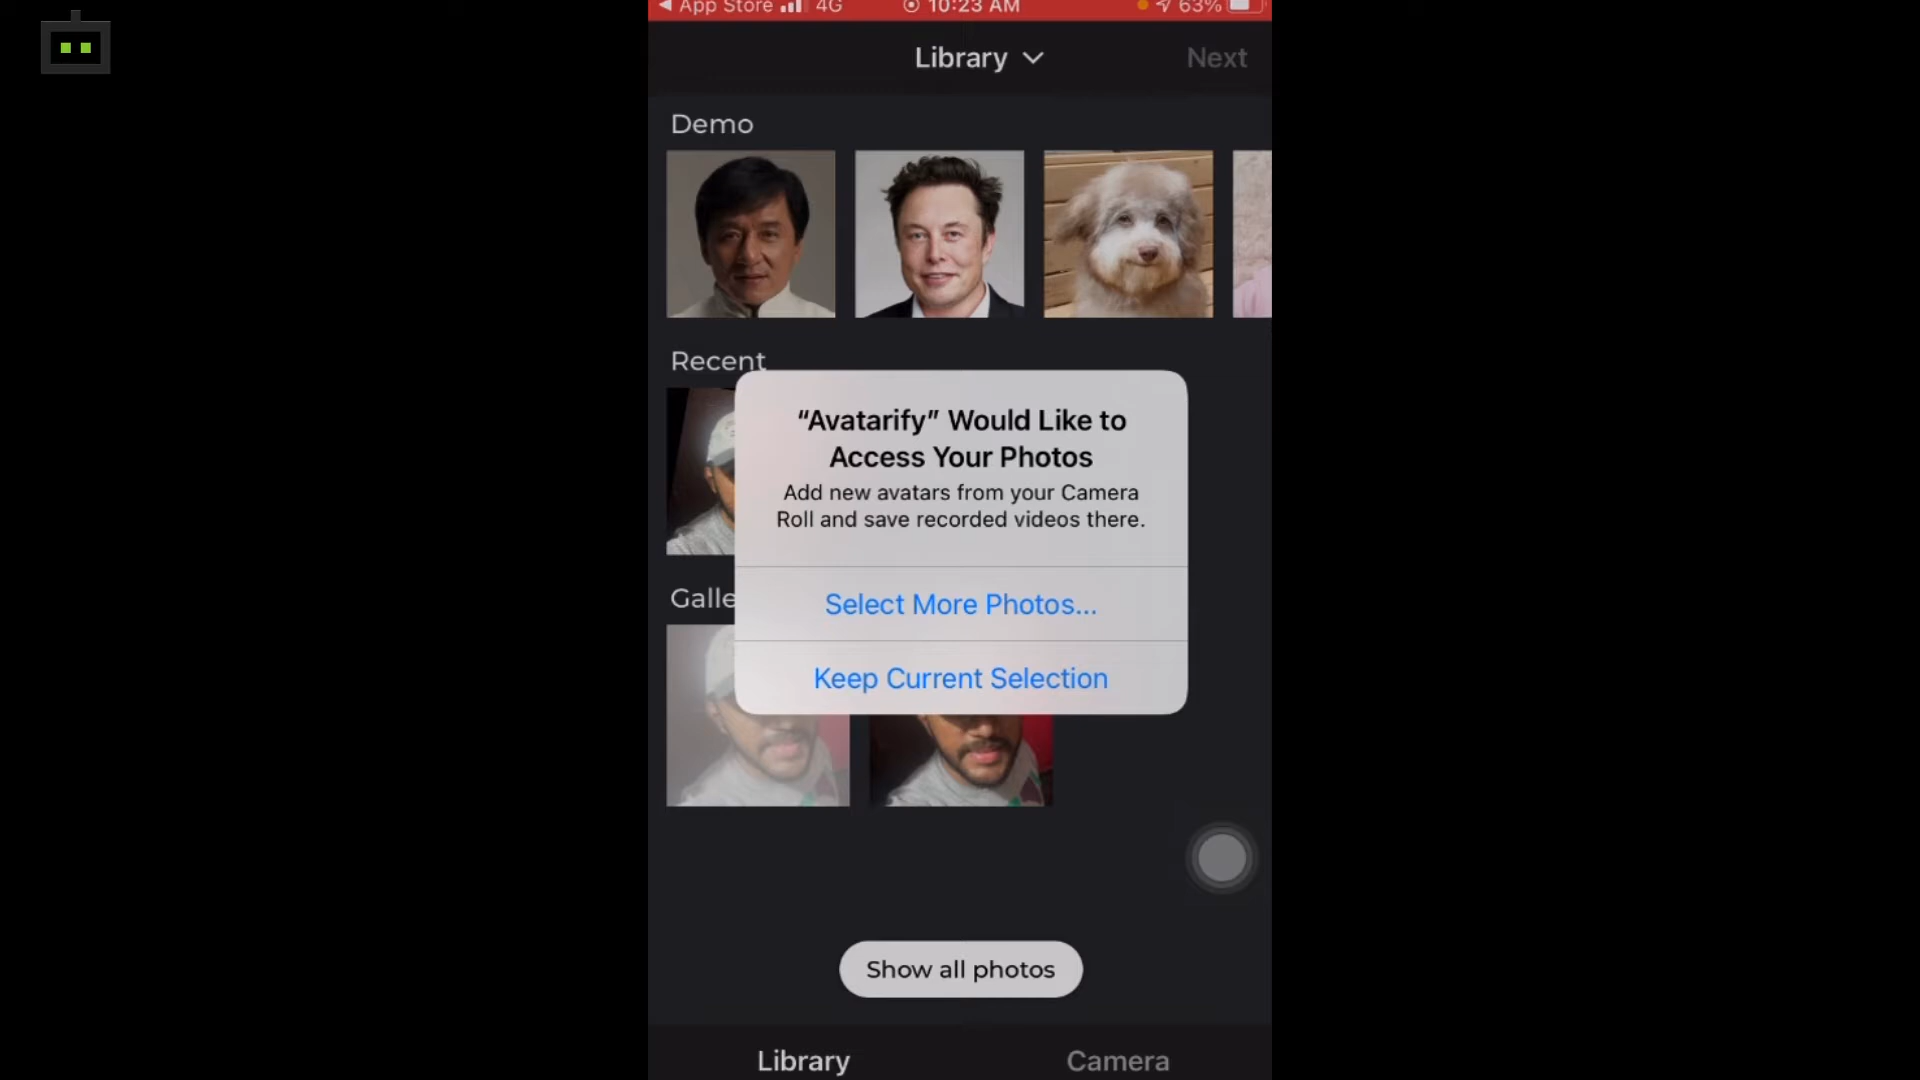 ◀ App Store 4G 10:23 AM 63%
Library Next
Demo
Recent
“Avatarify” Would Like to
Access Your Photos
Add new avatars from your Camera
Roll and save recorded videos there.
Galle
Select More Photos...
Keep Current Selection
Show all photos
Library Camera